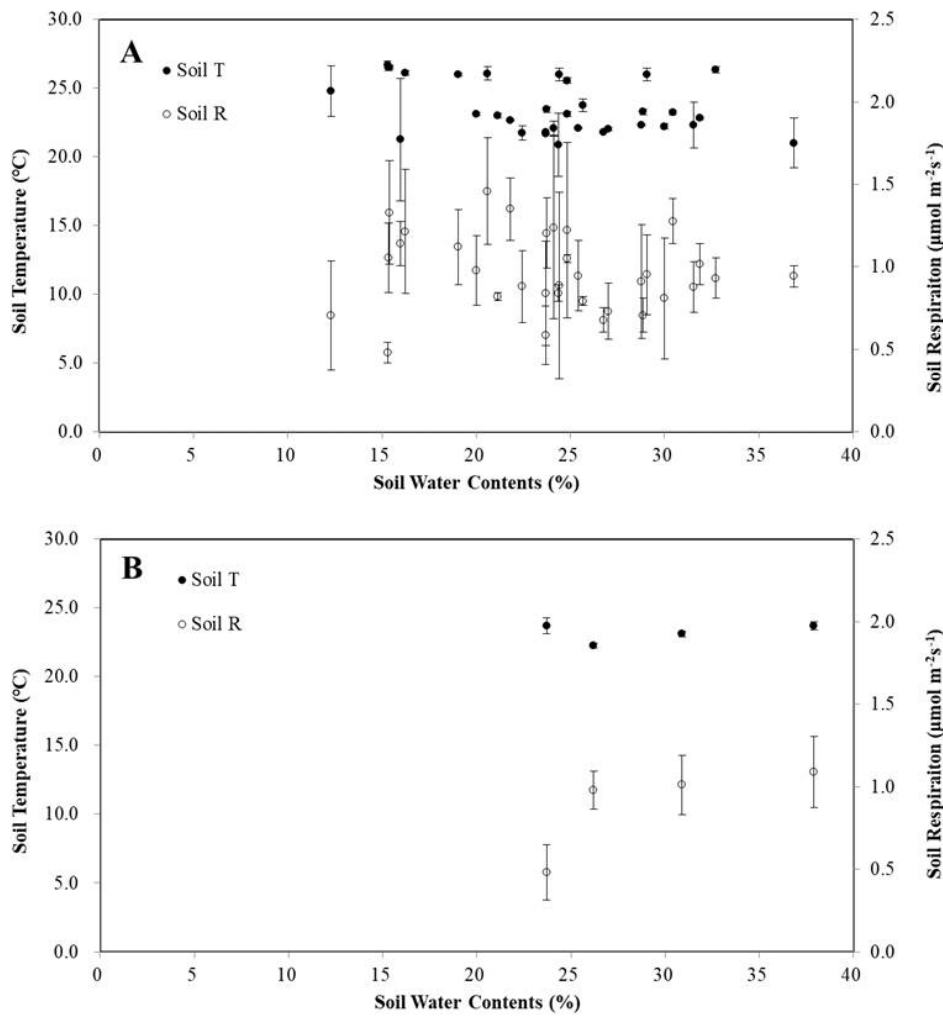 A
Soil T
Soil R
30.0
25.0
20.0
15.0
10.0
5.0
0.0
Soil Temperature (℃)
2.5
2.0
1.5
1.0
0.5
0.0
Soil Respiraiton (μmol m⁻²s⁻¹)
0 5 10 15 20 25 30 35 40
Soil Water Contents (%)
B
Soil T
Soil R
30.0
25.0
20.0
15.0
10.0
5.0
0.0
Soil Temperature (℃)
2.5
2.0
1.5
1.0
0.5
0.0
Soil Respiraiton (μmol m⁻²s⁻¹)
0 5 10 15 20 25 30 35 40
Soil Water Contents (%)